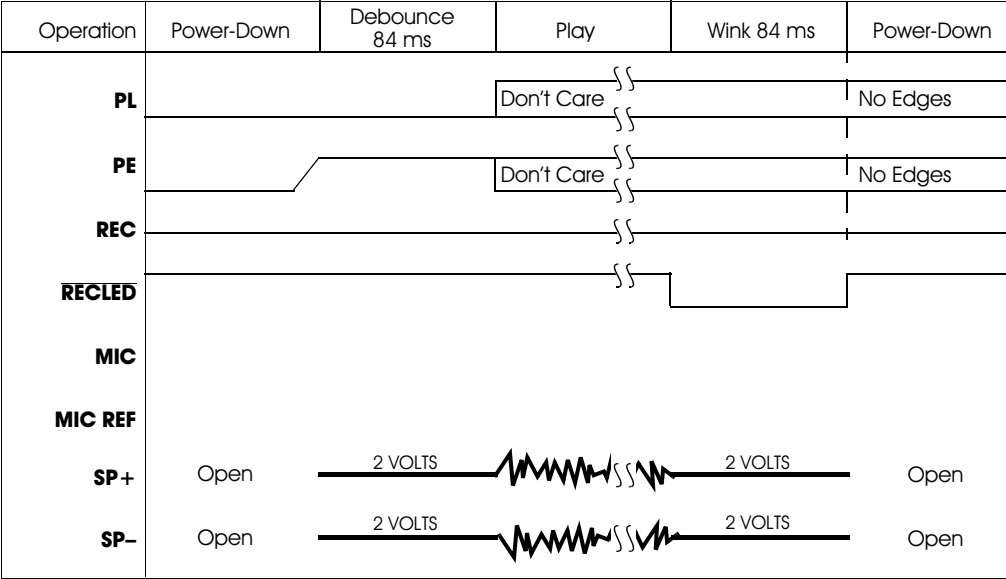 Operation Power-Down Debounce 84 ms Play Wink 84 ms Power-Down
PL Don't Care No Edges
PE Don't Care No Edges
REC
RECLED
MIC
MIC REF
SP+ Open 2 VOLTS 2 VOLTS Open
SP– Open 2 VOLTS 2 VOLTS Open